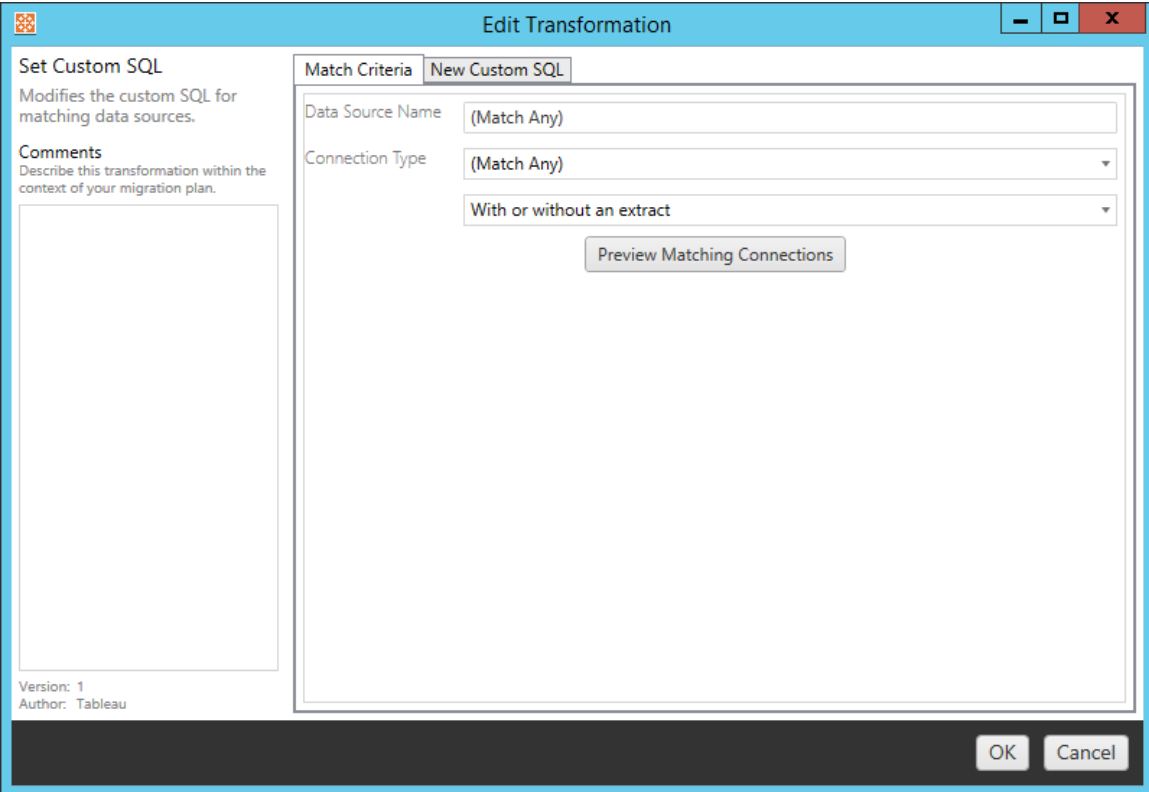 Edit Transformation
X
Set Custom SQL
Modifies the custom SQL for
matching data sources.
Comments
Describe this transformation within the
context of your migration plan.
Version: 1
Author: Tableau
Match Criteria
New Custom SQL
Data Source Name
(Match Any)
Connection Type
(Match Any)
With or without an extract
Preview Matching Connections
OK
Cancel